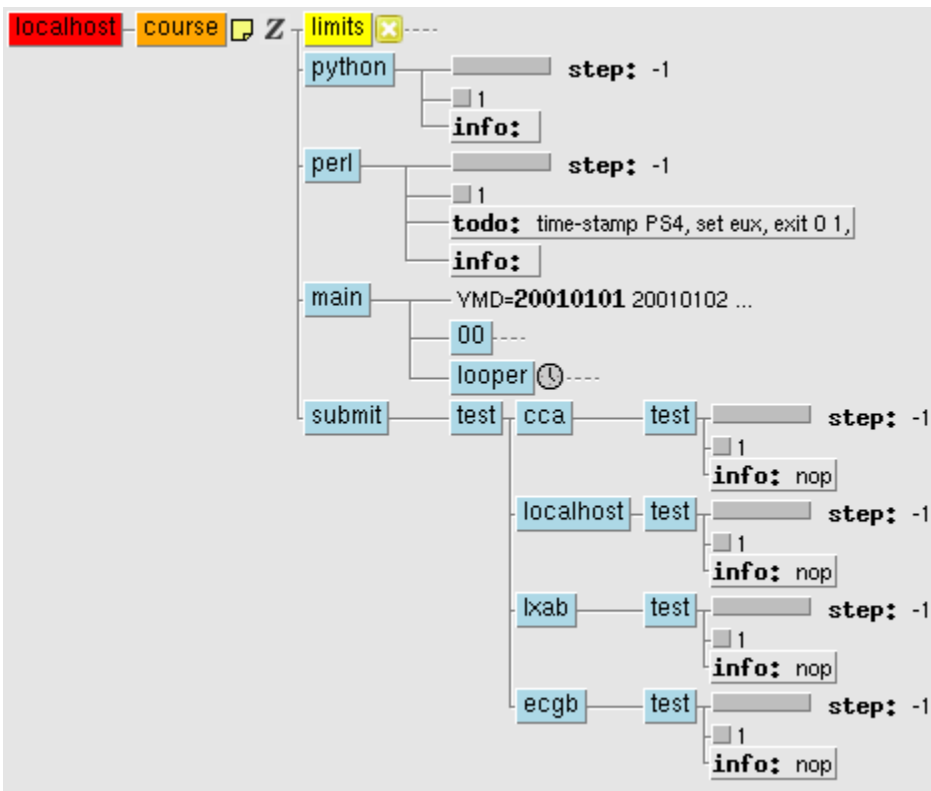 localhost course Z limits
python step: -1
1
info:
perl step: -1
1
todo: time-stamp PS4, set eux, exit 0 1,
info:
main YMD=20010101 20010102 ...
00
looper
submit test cca test step: -1
1
info: nop
localhost test step: -1
1
info: nop
lxab test step: -1
1
info: nop
ecgb test step: -1
1
info: nop